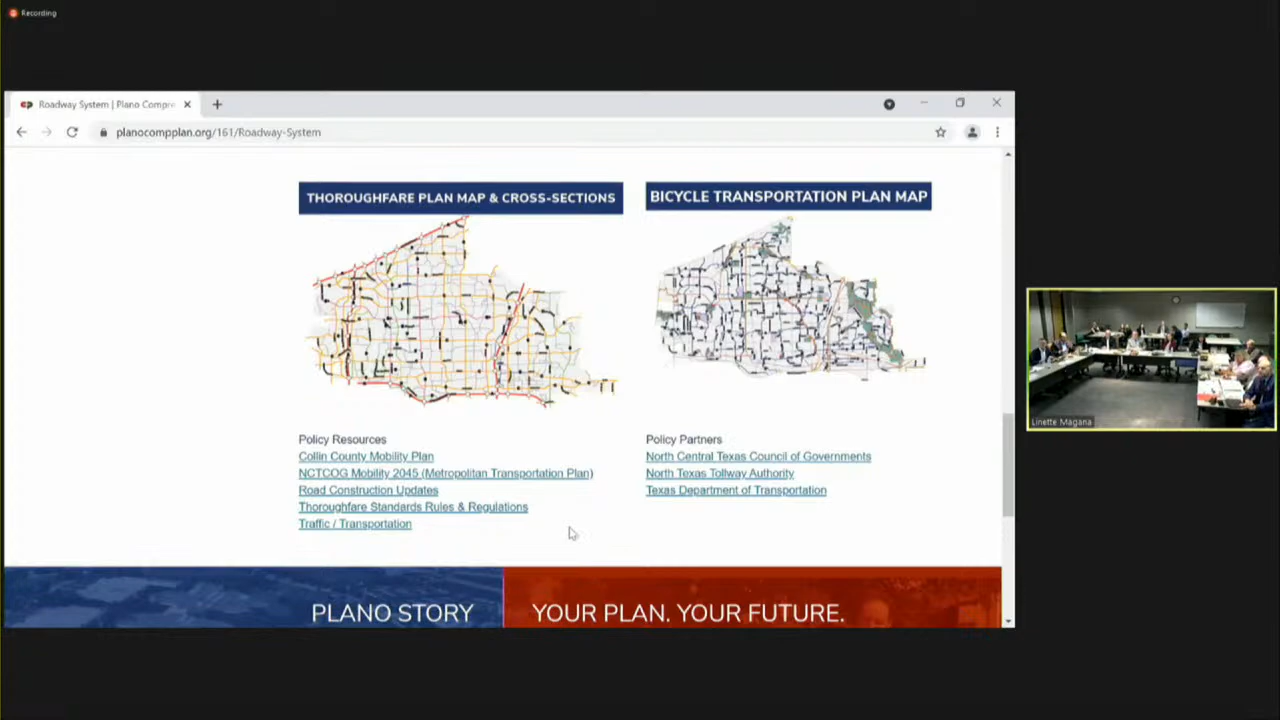 Recording
Roadway System | Plano Compre
planocompplan.org/161/Roadway-System
THOROUGHFARE PLAN MAP & CROSS-SECTIONS
BICYCLE TRANSPORTATION PLAN MAP
Policy Resources
Collin County Mobility Plan
NCTCOG Mobility 2045 (Metropolitan Transportation Plan)
Road Construction Updates
Thoroughfare Standards Rules & Regulations
Traffic / Transportation
Policy Partners
North Central Texas Council of Governments
North Texas Tollway Authority
Texas Department of Transportation
Linette Magana
PLANO STORY
YOUR PLAN. YOUR FUTURE.